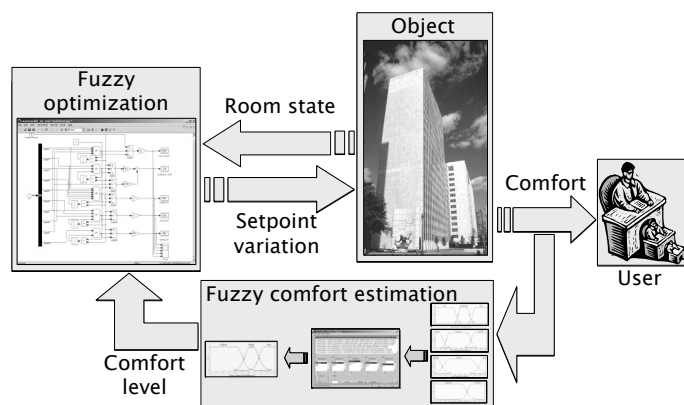 Object
Fuzzy
optimization
Room state
Setpoint
variation
Comfort
User
Fuzzy comfort estimation
Comfort
level